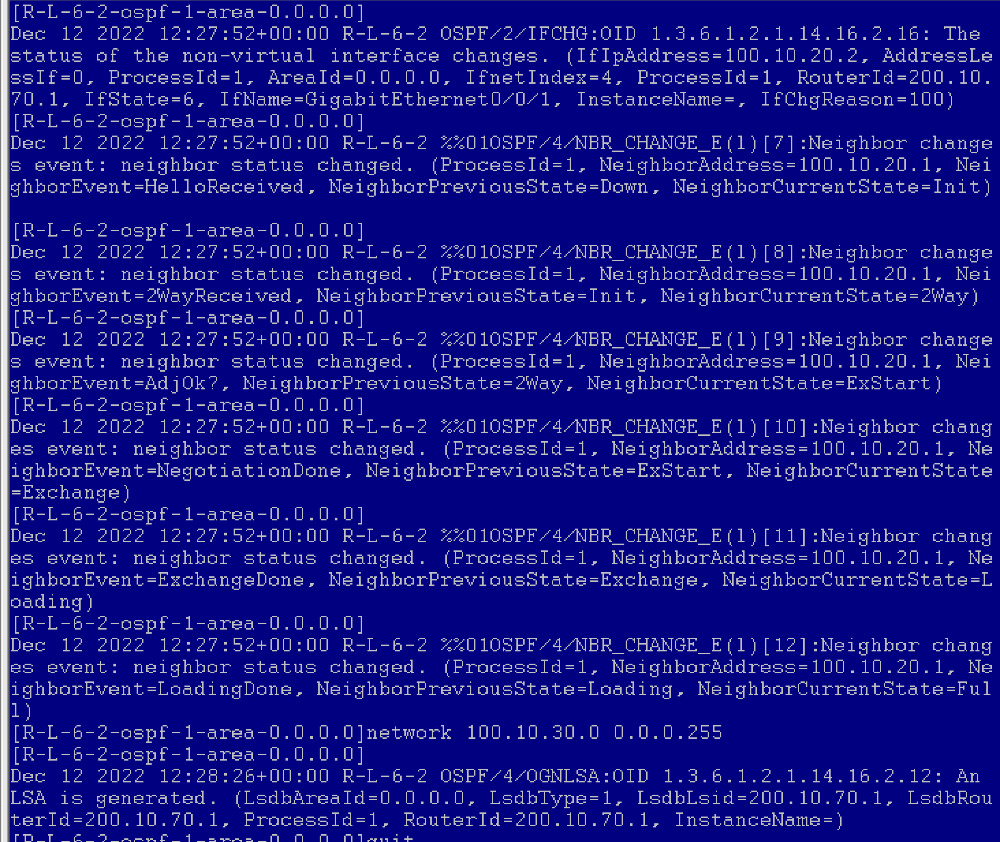 [R-L-6-2-ospf-1-area-0.0.0.0]
Dec 12 2022 12:27:52+00:00 R-L-6-2 OSPF/2/IFCHG:OID 1.3.6.1.2.1.14.16.2.16: The
status of the non-virtual interface changes. (IfIpAddress=100.10.20.2, AddressLe
ssIf=0, ProcessId=1, AreaId=0.0.0.0, IfnetIndex=4, ProcessId=1, RouterId=200.10.
70.1, IfState=6, IfName=GigabitEthernet0/0/1, InstanceName=, IfChgReason=100)
[R-L-6-2-ospf-1-area-0.0.0.0]
Dec 12 2022 12:27:52+00:00 R-L-6-2 %%01OSPF/4/NBR_CHANGE_E(l)[7]:Neighbor change
s event: neighbor status changed. (ProcessId=1, NeighborAddress=100.10.20.1, Nei
ghborEvent=HelloReceived, NeighborPreviousState=Down, NeighborCurrentState=Init)
[R-L-6-2-ospf-1-area-0.0.0.0]
Dec 12 2022 12:27:52+00:00 R-L-6-2 %%01OSPF/4/NBR_CHANGE_E(l)[8]:Neighbor change
s event: neighbor status changed. (ProcessId=1, NeighborAddress=100.10.20.1, Nei
ghborEvent=2WayReceived, NeighborPreviousState=Init, NeighborCurrentState=2Way)
[R-L-6-2-ospf-1-area-0.0.0.0]
Dec 12 2022 12:27:52+00:00 R-L-6-2 %%01OSPF/4/NBR_CHANGE_E(l)[9]:Neighbor change
s event: neighbor status changed. (ProcessId=1, NeighborAddress=100.10.20.1, Nei
ghborEvent=AdjOk?, NeighborPreviousState=2Way, NeighborCurrentState=ExStart)
[R-L-6-2-ospf-1-area-0.0.0.0]
Dec 12 2022 12:27:52+00:00 R-L-6-2 %%01OSPF/4/NBR_CHANGE_E(l)[10]:Neighbor chang
es event: neighbor status changed. (ProcessId=1, NeighborAddress=100.10.20.1, Ne
ighborEvent=NegotiationDone, NeighborPreviousState=ExStart, NeighborCurrentState
=Exchange)
[R-L-6-2-ospf-1-area-0.0.0.0]
Dec 12 2022 12:27:52+00:00 R-L-6-2 %%01OSPF/4/NBR_CHANGE_E(l)[11]:Neighbor chang
es event: neighbor status changed. (ProcessId=1, NeighborAddress=100.10.20.1, Ne
ighborEvent=ExchangeDone, NeighborPreviousState=Exchange, NeighborCurrentState=L
oading)
[R-L-6-2-ospf-1-area-0.0.0.0]
Dec 12 2022 12:27:52+00:00 R-L-6-2 %%01OSPF/4/NBR_CHANGE_E(l)[12]:Neighbor chang
es event: neighbor status changed. (ProcessId=1, NeighborAddress=100.10.20.1, Ne
ighborEvent=LoadingDone, NeighborPreviousState=Loading, NeighborCurrentState=Ful
l)
[R-L-6-2-ospf-1-area-0.0.0.0]network 100.10.30.0 0.0.0.255
[R-L-6-2-ospf-1-area-0.0.0.0]
Dec 12 2022 12:28:26+00:00 R-L-6-2 OSPF/4/OGNLSA:OID 1.3.6.1.2.1.14.16.2.12: An
LSA is generated. (LsdbAreaId=0.0.0.0, LsdbType=1, LsdbLsid=200.10.70.1, LsdbRou
terId=200.10.70.1, ProcessId=1, RouterId=200.10.70.1, InstanceName=)
[R-L-6-2-ospf-1-area-0.0.0.0]quit